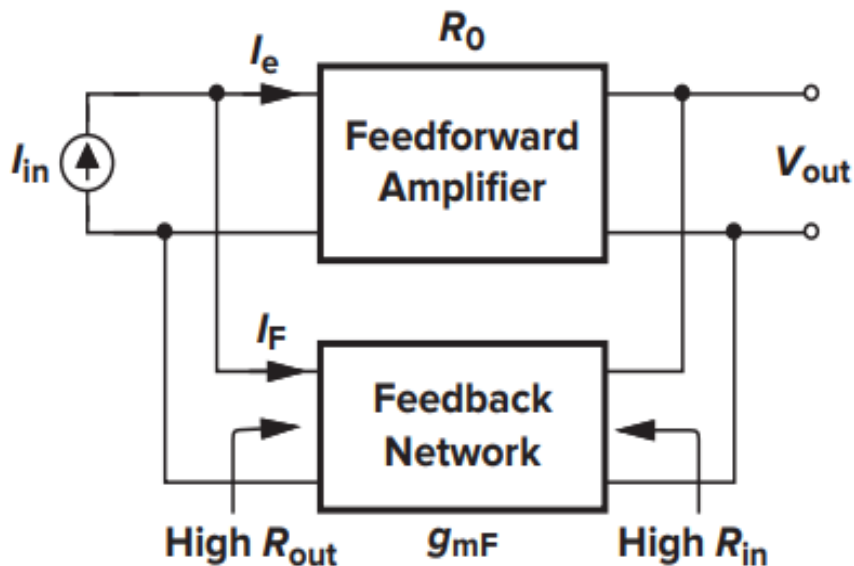 R0
Ie
Feedforward
Amplifier
Iin
Vout
IF
Feedback
Network
High Rout
gmF
High Rin